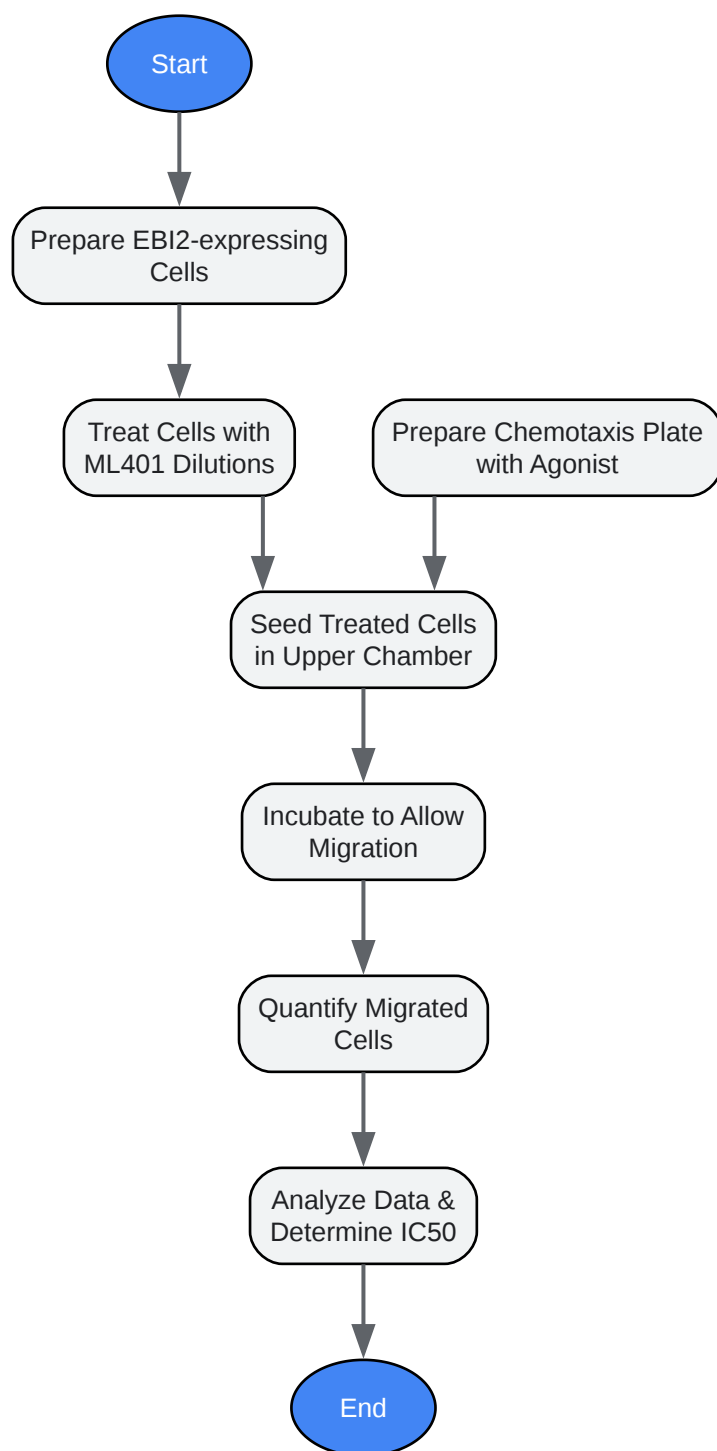 Start
Prepare EBI2-expressing
Cells
Treat Cells with
ML401 Dilutions
Prepare Chemotaxis Plate
with Agonist
Seed Treated Cells
in Upper Chamber
Incubate to Allow
Migration
Quantify Migrated
Cells
Analyze Data &
Determine IC50
End